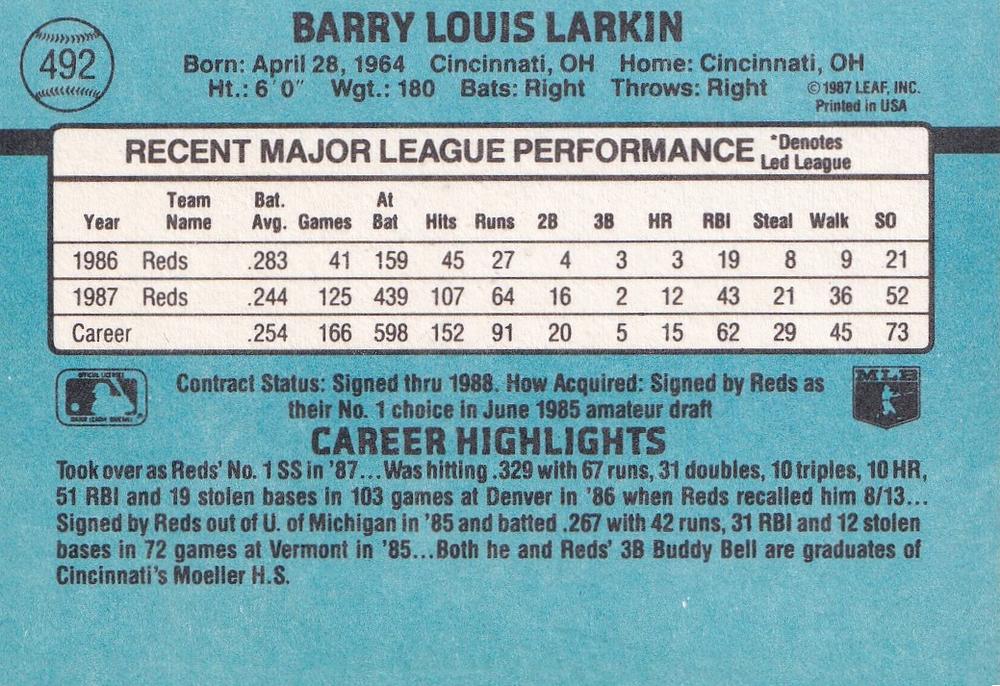 492
BARRY LOUIS LARKIN
Born: April 28, 1964 Cincinnati, OH Home: Cincinnati, OH
Ht.: 6'0" Wgt.: 180 Bats: Right Throws: Right
©1987 LEAF, INC.
Printed in USA
RECENT MAJOR LEAGUE PERFORMANCE *Denotes Led League
Year Team Name Bat. Avg. Games At Bat Hits Runs 2B 3B HR RBI Steal Walk SO
1986 Reds .283 41 159 45 27 4 3 3 19 8 9 21
1987 Reds .244 125 439 107 64 16 2 12 43 21 36 52
Career .254 166 598 152 91 20 5 15 62 29 45 73
Contract Status: Signed thru 1988. How Acquired: Signed by Reds as
their No. 1 choice in June 1985 amateur draft
MLB
CAREER HIGHLIGHTS
Took over as Reds' No. 1 SS in '87...Was hitting .329 with 67 runs, 31 doubles, 10 triples, 10 HR,
51 RBI and 19 stolen bases in 103 games at Denver in '86 when Reds recalled him 8/13...
Signed by Reds out of U. of Michigan in '85 and batted .267 with 42 runs, 31 RBI and 12 stolen
bases in 72 games at Vermont in '85...Both he and Reds' 3B Buddy Bell are graduates of
Cincinnati's Moeller H.S.